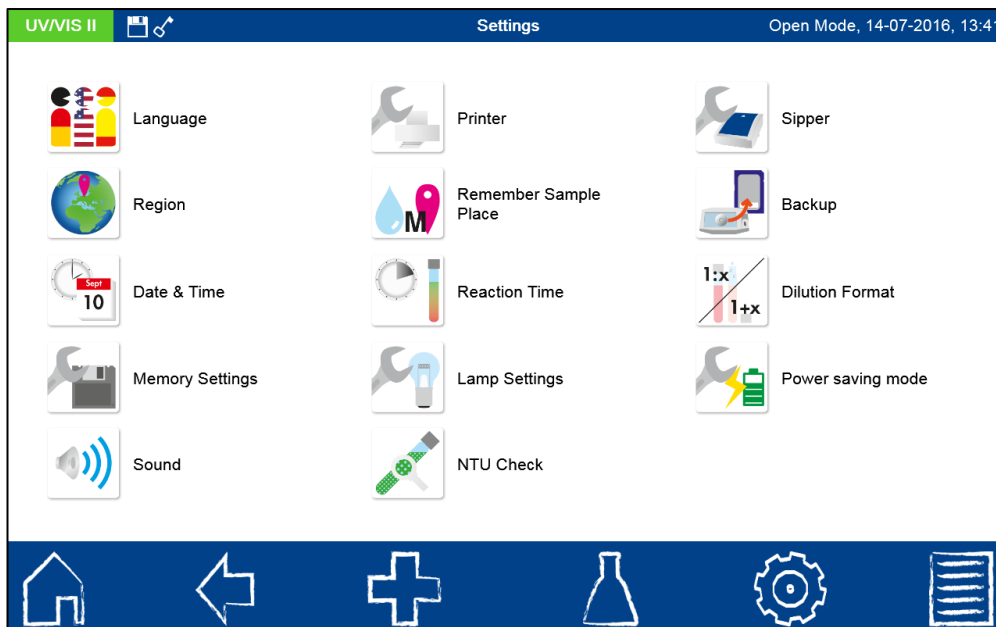 UV/VIS II
Settings
Open Mode, 14-07-2016, 13:41
Language
Printer
Sipper
Region
Remember Sample
Place
M
Backup
Sept
10
Date & Time
Reaction Time
1:x
1+x
Dilution Format
Memory Settings
Lamp Settings
Power saving mode
Sound
NTU Check